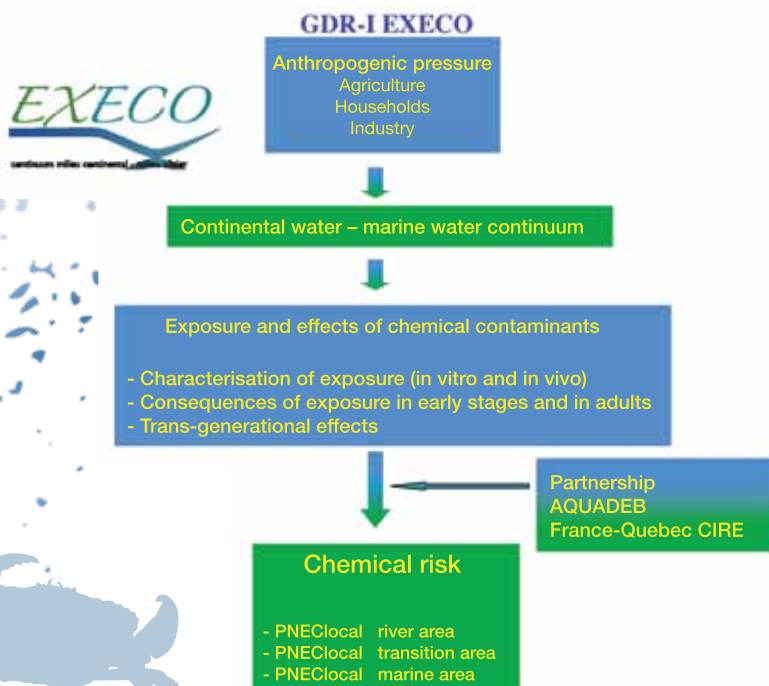 GDR-I EXECO
EXECO
Anthropogenic pressure
Agriculture
Households
Industry
Continental water – marine water continuum
Exposure and effects of chemical contaminants
- Characterisation of exposure (in vitro and in vivo)
- Consequences of exposure in early stages and in adults
- Trans-generational effects
Partnership
AQUADEB
France-Quebec CIRE
Chemical risk
- PNEClocal river area
- PNEClocal transition area
- PNEClocal marine area